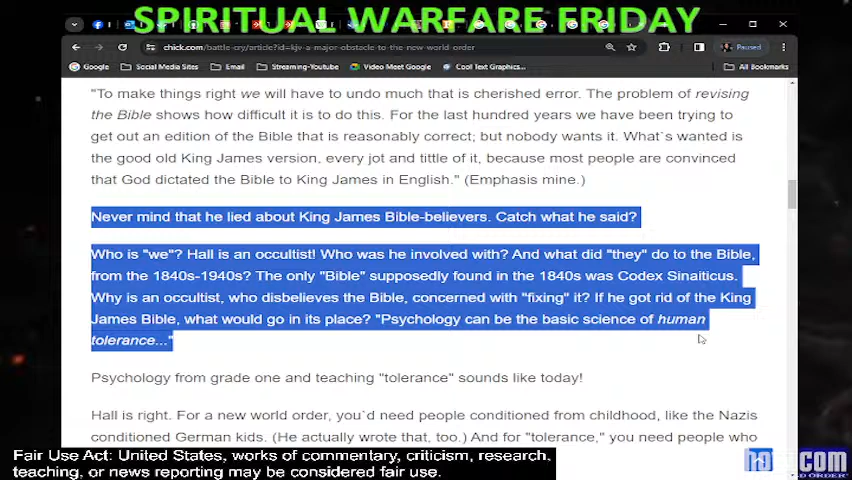 SPIRITUAL WARFARE FRIDAY
Paused
chick.com/battle-cry/article?id=kjv-a-major-obstacle-to-the-new-world-order
Google
Social Media Sites
Email
Streaming-Youtube
Video Meet Google
Cool Text Graphics...
All Bookmarks
"To make things right we will have to undo much that is cherished error. The problem of revising
the Bible shows how difficult it is to do this. For the last hundred years we have been trying to
get out an edition of the Bible that is reasonably correct; but nobody wants it. What`s wanted is
the good old King James version, every jot and tittle of it, because most people are convinced
that God dictated the Bible to King James in English." (Emphasis mine.)
Never mind that he lied about King James Bible-believers. Catch what he said?
Who is "we"? Hall is an occultist! Who was he involved with? And what did "they" do to the Bible,
from the 1840s-1940s? The only "Bible" supposedly found in the 1840s was Codex Sinaiticus.
Why is an occultist, who disbelieves the Bible, concerned with "fixing" it? If he got rid of the King
James Bible, what would go in its place? "Psychology can be the basic science of human
tolerance..."
Psychology from grade one and teaching "tolerance" sounds like today!
Hall is right. For a new world order, you`d need people conditioned from childhood, like the Nazis
conditioned German kids. (He actually wrote that, too.) And for "tolerance," you need people who
Fair Use Act: United States, works of commentary, criticism, research,
teaching, or news reporting may be considered fair use.